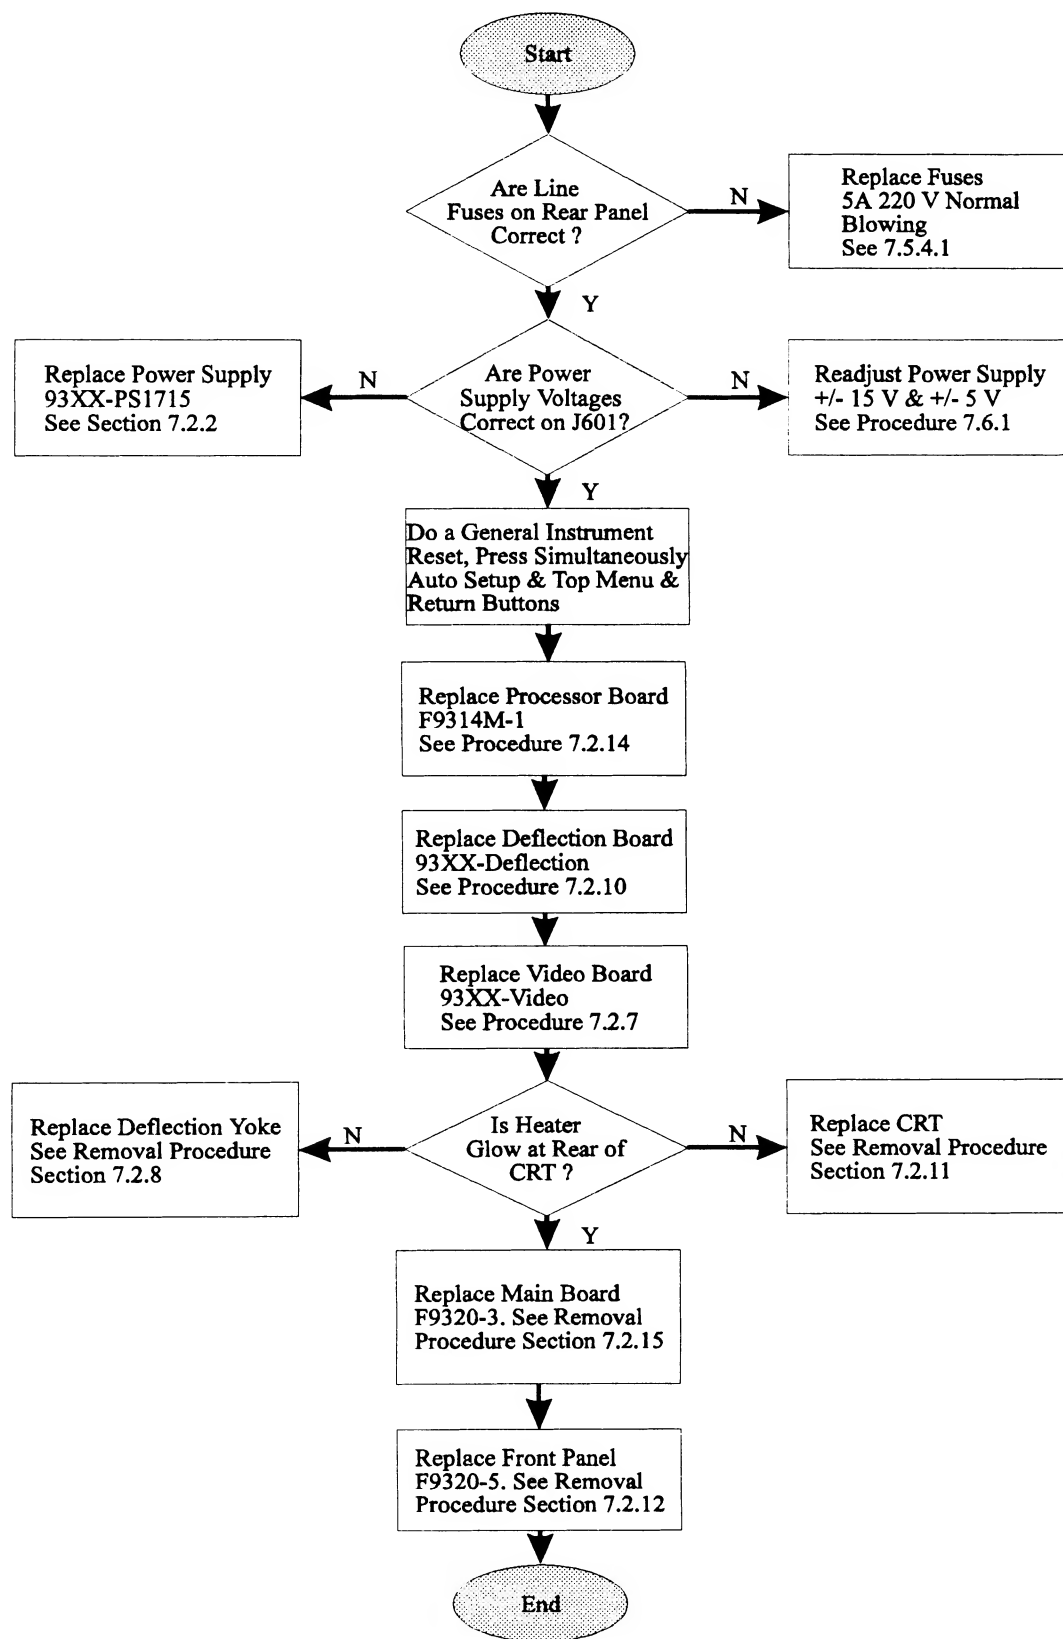 Start
Are Line
Fuses on Rear Panel
Correct ?
N
Replace Fuses
5A 220 V Normal
Blowing
See 7.5.4.1
Y
Replace Power Supply
93XX-PS1715
See Section 7.2.2
N
Are Power
Supply Voltages
Correct on J601?
N
Readjust Power Supply
+/- 15 V & +/- 5 V
See Procedure 7.6.1
Y
Do a General Instrument
Reset, Press Simultaneously
Auto Setup & Top Menu &
Return Buttons
Replace Processor Board
F9314M-1
See Procedure 7.2.14
Replace Deflection Board
93XX-Deflection
See Procedure 7.2.10
Replace Video Board
93XX-Video
See Procedure 7.2.7
Replace Deflection Yoke
See Removal Procedure
Section 7.2.8
N
Is Heater
Glow at Rear of
CRT ?
N
Replace CRT
See Removal Procedure
Section 7.2.11
Y
Replace Main Board
F9320-3. See Removal
Procedure Section 7.2.15
Replace Front Panel
F9320-5. See Removal
Procedure Section 7.2.12
End